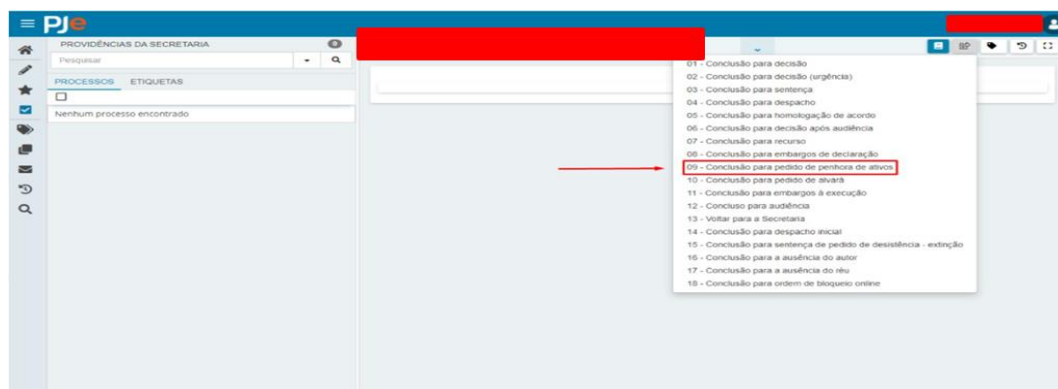 PJe
PROVIDÊNCIAS DA SECRETARIA 0
Pesquisar
PROCESSOS ETIQUETAS
Nenhum processo encontrado
01 - Conclusão para decisão
02 - Conclusão para decisão (urgência)
03 - Conclusão para sentença
04 - Conclusão para despacho
05 - Conclusão para homologação de acordo
06 - Conclusão para decisão após audiência
07 - Conclusão para recurso
08 - Conclusão para embargos de declaração
09 - Conclusão para pedido de penhora de ativos
10 - Conclusão para pedido de alvará
11 - Conclusão para embargos à execução
12 - Concluso para audiência
13 - Voltar para a Secretaria
14 - Conclusão para despacho inicial
15 - Conclusão para sentença de pedido de desistência - extinção
16 - Conclusão para a ausência do autor
17 - Conclusão para a ausência do réu
18 - Conclusão para ordem de bloqueio online